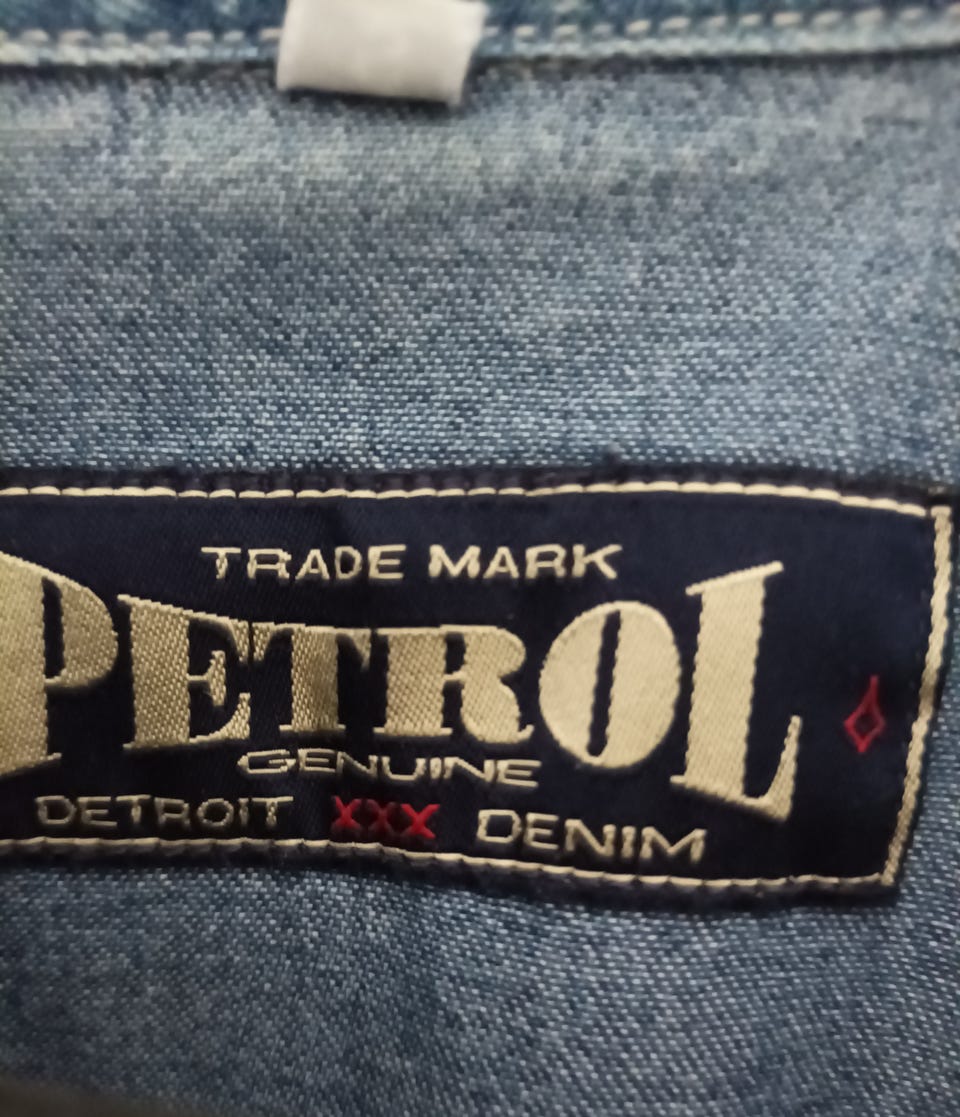 TRADE MARK
PETROL
GENUINE
DETROIT XXX DENIM